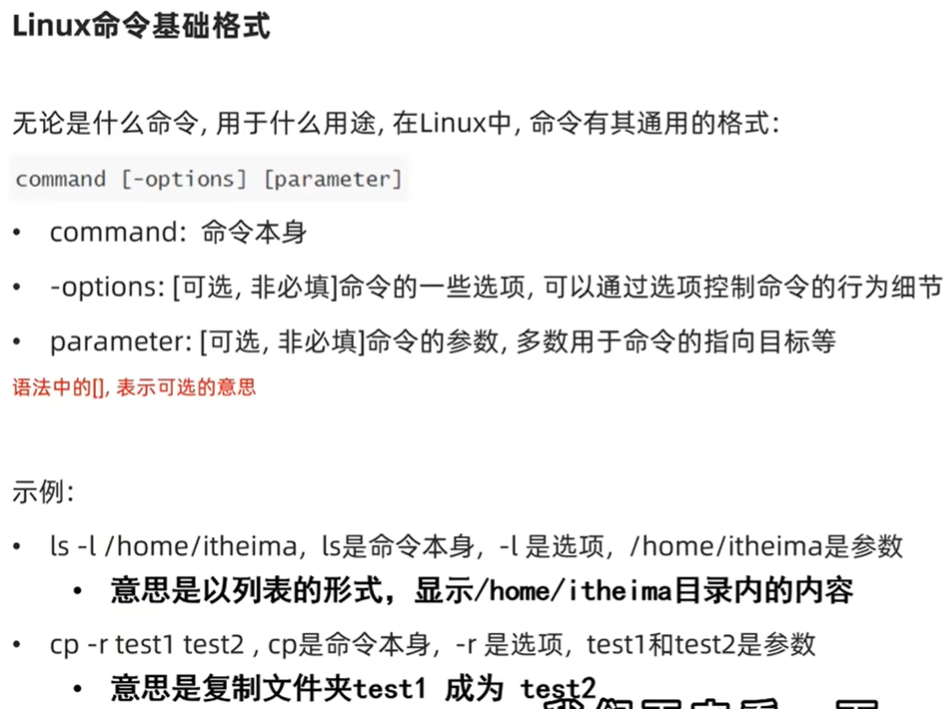 Linux命令基础格式
无论是什么命令, 用于什么用途, 在Linux中, 命令有其通用的格式:
command [-options] [parameter]
• command: 命令本身
• -options: [可选, 非必填]命令的一些选项, 可以通过选项控制命令的行为细节
• parameter: [可选, 非必填]命令的参数, 多数用于命令的指向目标等
语法中的[], 表示可选的意思
示例:
• ls -l /home/itheima, ls是命令本身, -l 是选项, /home/itheima是参数
• 意思是以列表的形式，显示/home/itheima目录内的内容
• cp -r test1 test2 , cp是命令本身, -r 是选项, test1和test2是参数
• 意思是复制文件夹test1 成为 test2